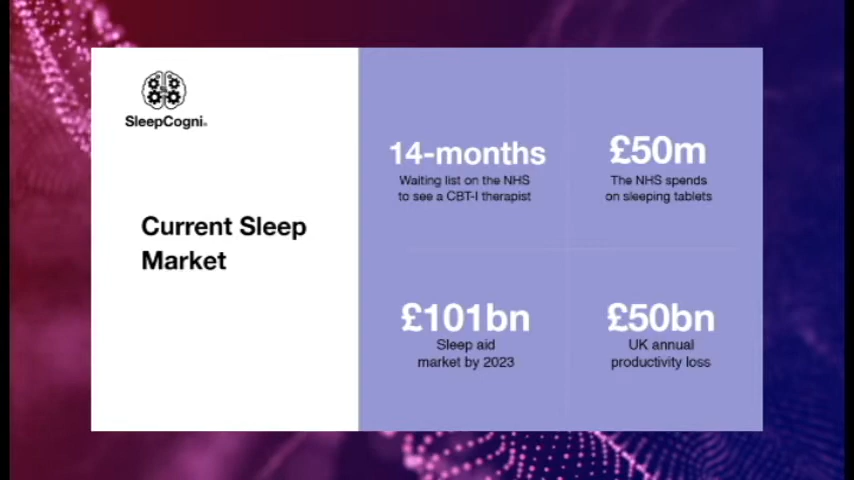 SleepCogni®
Current Sleep
Market
14-months
Waiting list on the NHS
to see a CBT-I therapist
£50m
The NHS spends
on sleeping tablets
£101bn
Sleep aid
market by 2023
£50bn
UK annual
productivity loss